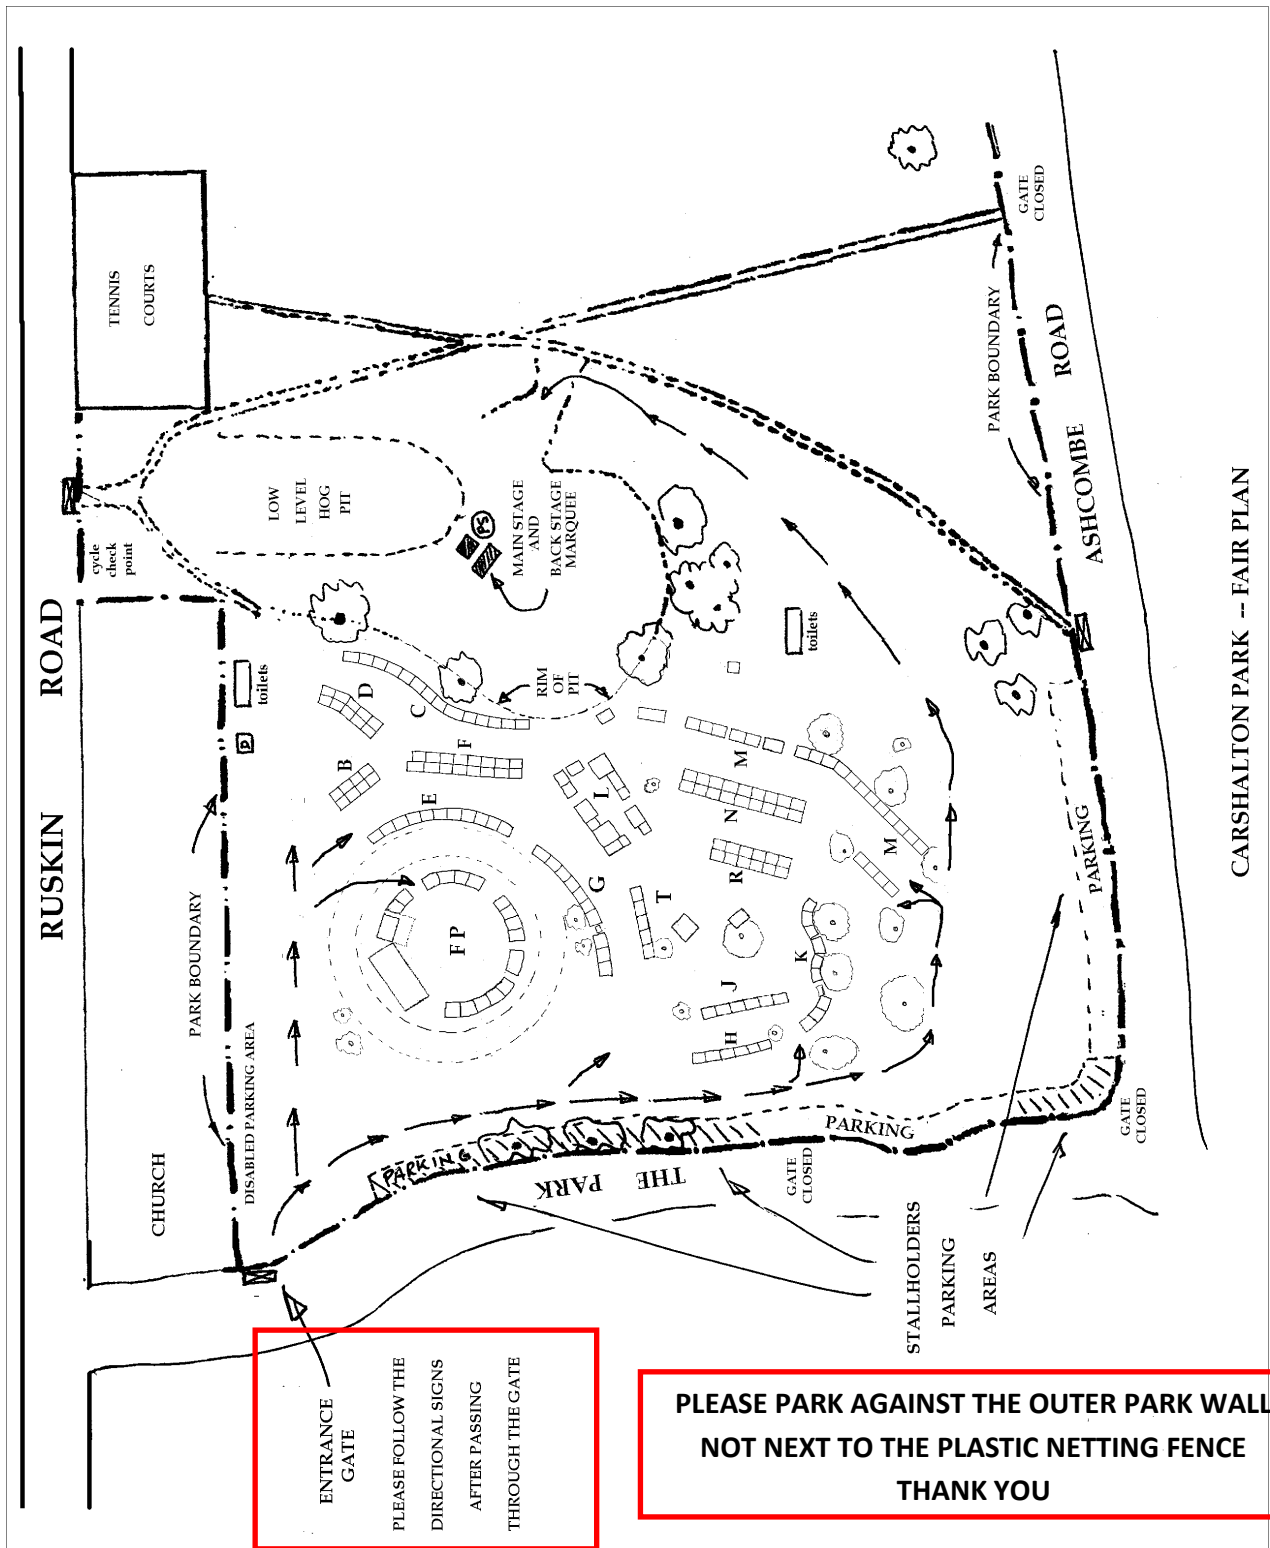 RUSKIN ROAD
TENNIS
COURTS
cycle
check
point
LOW
LEVEL
HOG
PIT
PS
MAIN STAGE
AND
BACK STAGE
MARQUEE
GATE
CLOSED
PARK BOUNDARY
ASHCOMBE ROAD
CARSHALTON PARK -- FAIR PLAN
toilets
P
toilets
RIM
OF
PIT
D
C
B
F
E
L
M
N
G
R
M
T
FP
K
J
H
PARK BOUNDARY
DISABLED PARKING AREA
CHURCH
PARKING
PARKING
PARKING
THE PARK
GATE
CLOSED
GATE
CLOSED
STALLHOLDERS
PARKING
AREAS
ENTRANCE
GATE
PLEASE FOLLOW THE
DIRECTIONAL SIGNS
AFTER PASSING
THROUGH THE GATE
PLEASE PARK AGAINST THE OUTER PARK WALL
NOT NEXT TO THE PLASTIC NETTING FENCE
THANK YOU